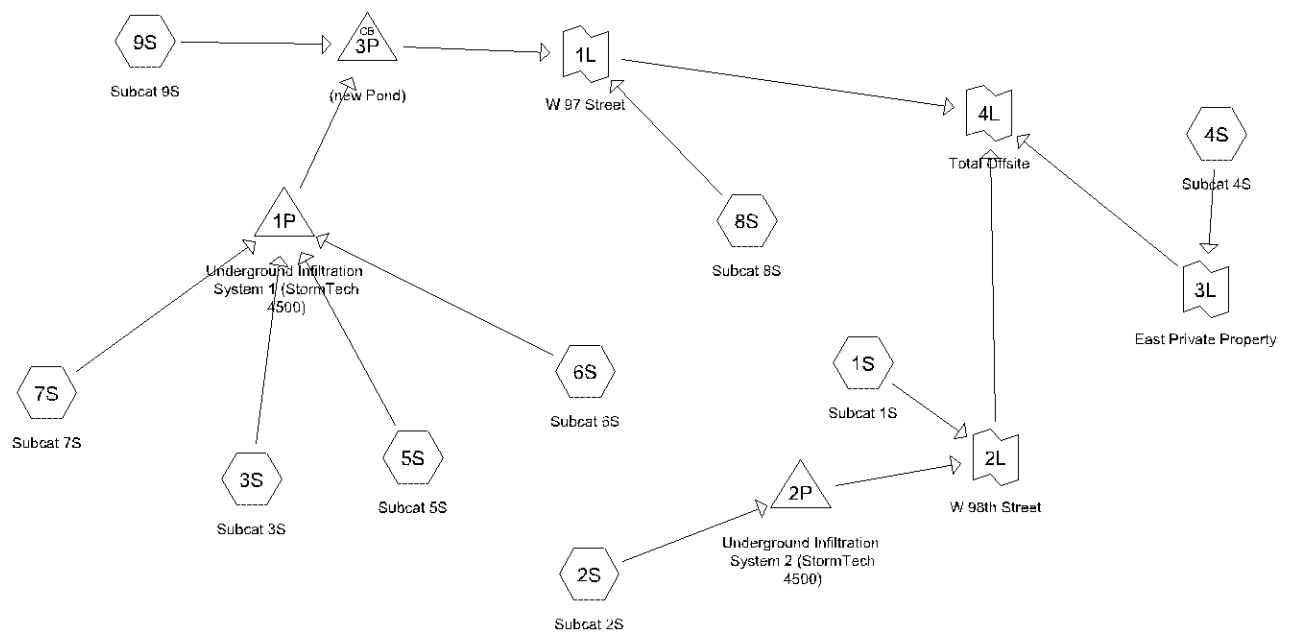 9S
Subcat 9S
CB
3P
(new Pond)
1L
W 97 Street
4L
Total Offsite
4S
Subcat 4S
1P
Underground Infiltration
System 1 (StormTech
4500)
8S
Subcat 8S
3L
East Private Property
7S
Subcat 7S
3S
Subcat 3S
5S
Subcat 5S
6S
Subcat 6S
1S
Subcat 1S
2L
W 98th Street
2P
Underground Infiltration
System 2 (StormTech
4500)
2S
Subcat 2S